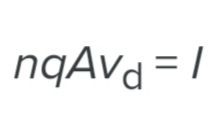 nqAv_d = I